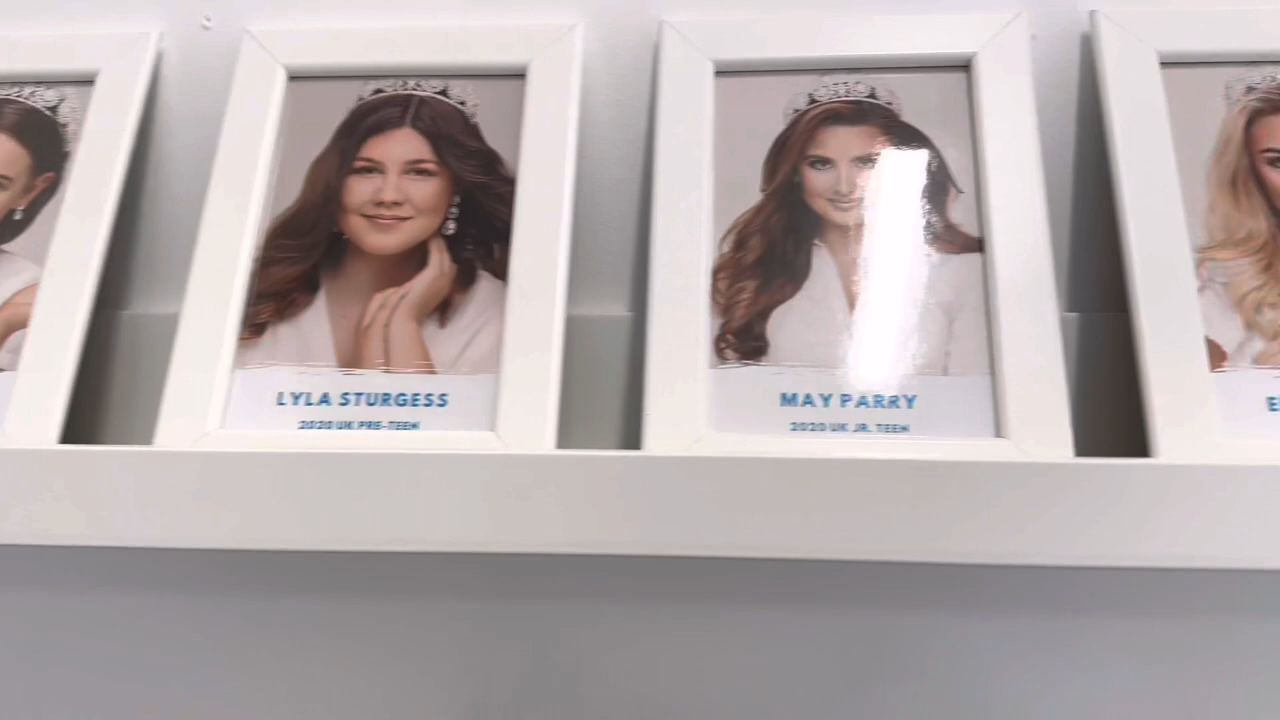 LYLA STURGESS
2020 UK PRE-TEEN
MAY PARRY
2020 UK JR. TEEN